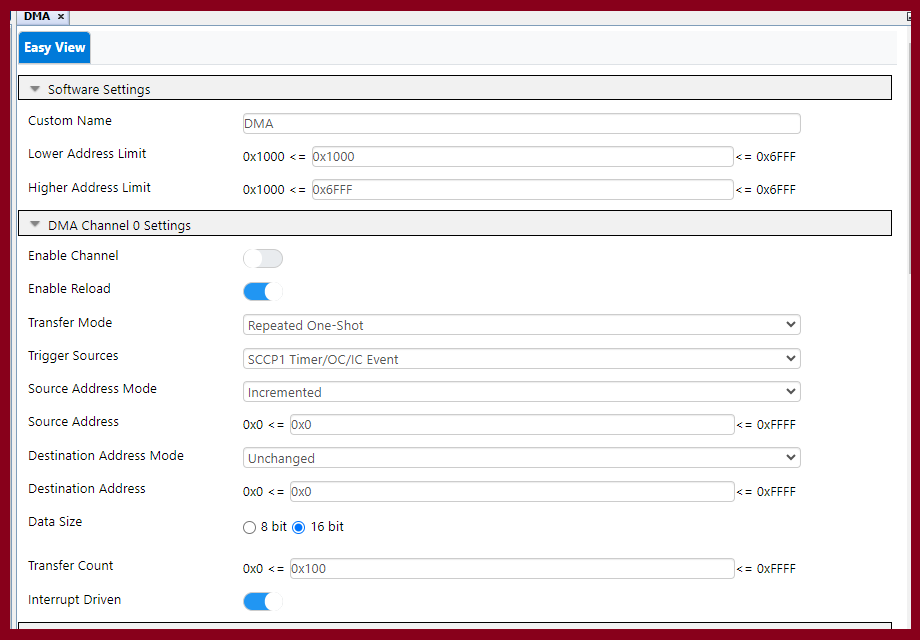 DMA ×
Easy View
Software Settings
Custom Name DMA
Lower Address Limit 0x1000 <= 0x1000 <= 0x6FFF
Higher Address Limit 0x1000 <= 0x6FFF <= 0x6FFF
DMA Channel 0 Settings
Enable Channel
Enable Reload
Transfer Mode Repeated One-Shot
Trigger Sources SCCP1 Timer/OC/IC Event
Source Address Mode Incremented
Source Address 0x0 <= 0x0 <= 0xFFFF
Destination Address Mode Unchanged
Destination Address 0x0 <= 0x0 <= 0xFFFF
Data Size 8 bit 16 bit
Transfer Count 0x0 <= 0x100 <= 0xFFFF
Interrupt Driven